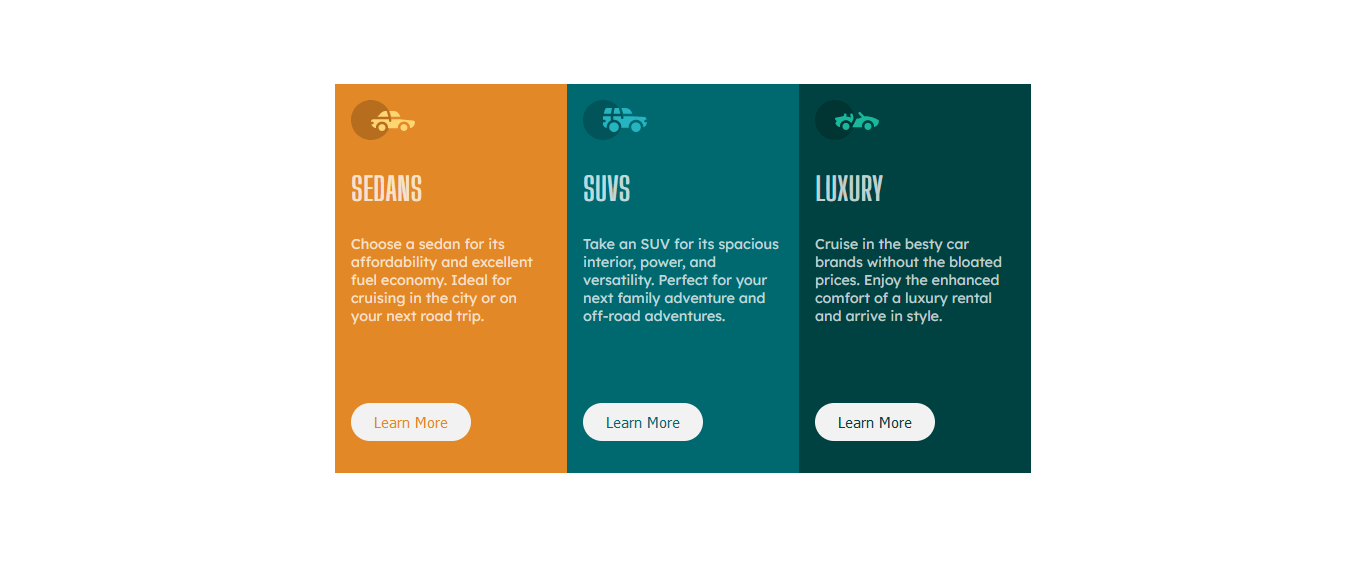 SEDANS
Choose a sedan for its
affordability and excellent
fuel economy. Ideal for
cruising in the city or on
your next road trip.
Learn More
SUVS
Take an SUV for its spacious
interior, power, and
versatility. Perfect for your
next family adventure and
off-road adventures.
Learn More
LUXURY
Cruise in the besty car
brands without the bloated
prices. Enjoy the enhanced
comfort of a luxury rental
and arrive in style.
Learn More